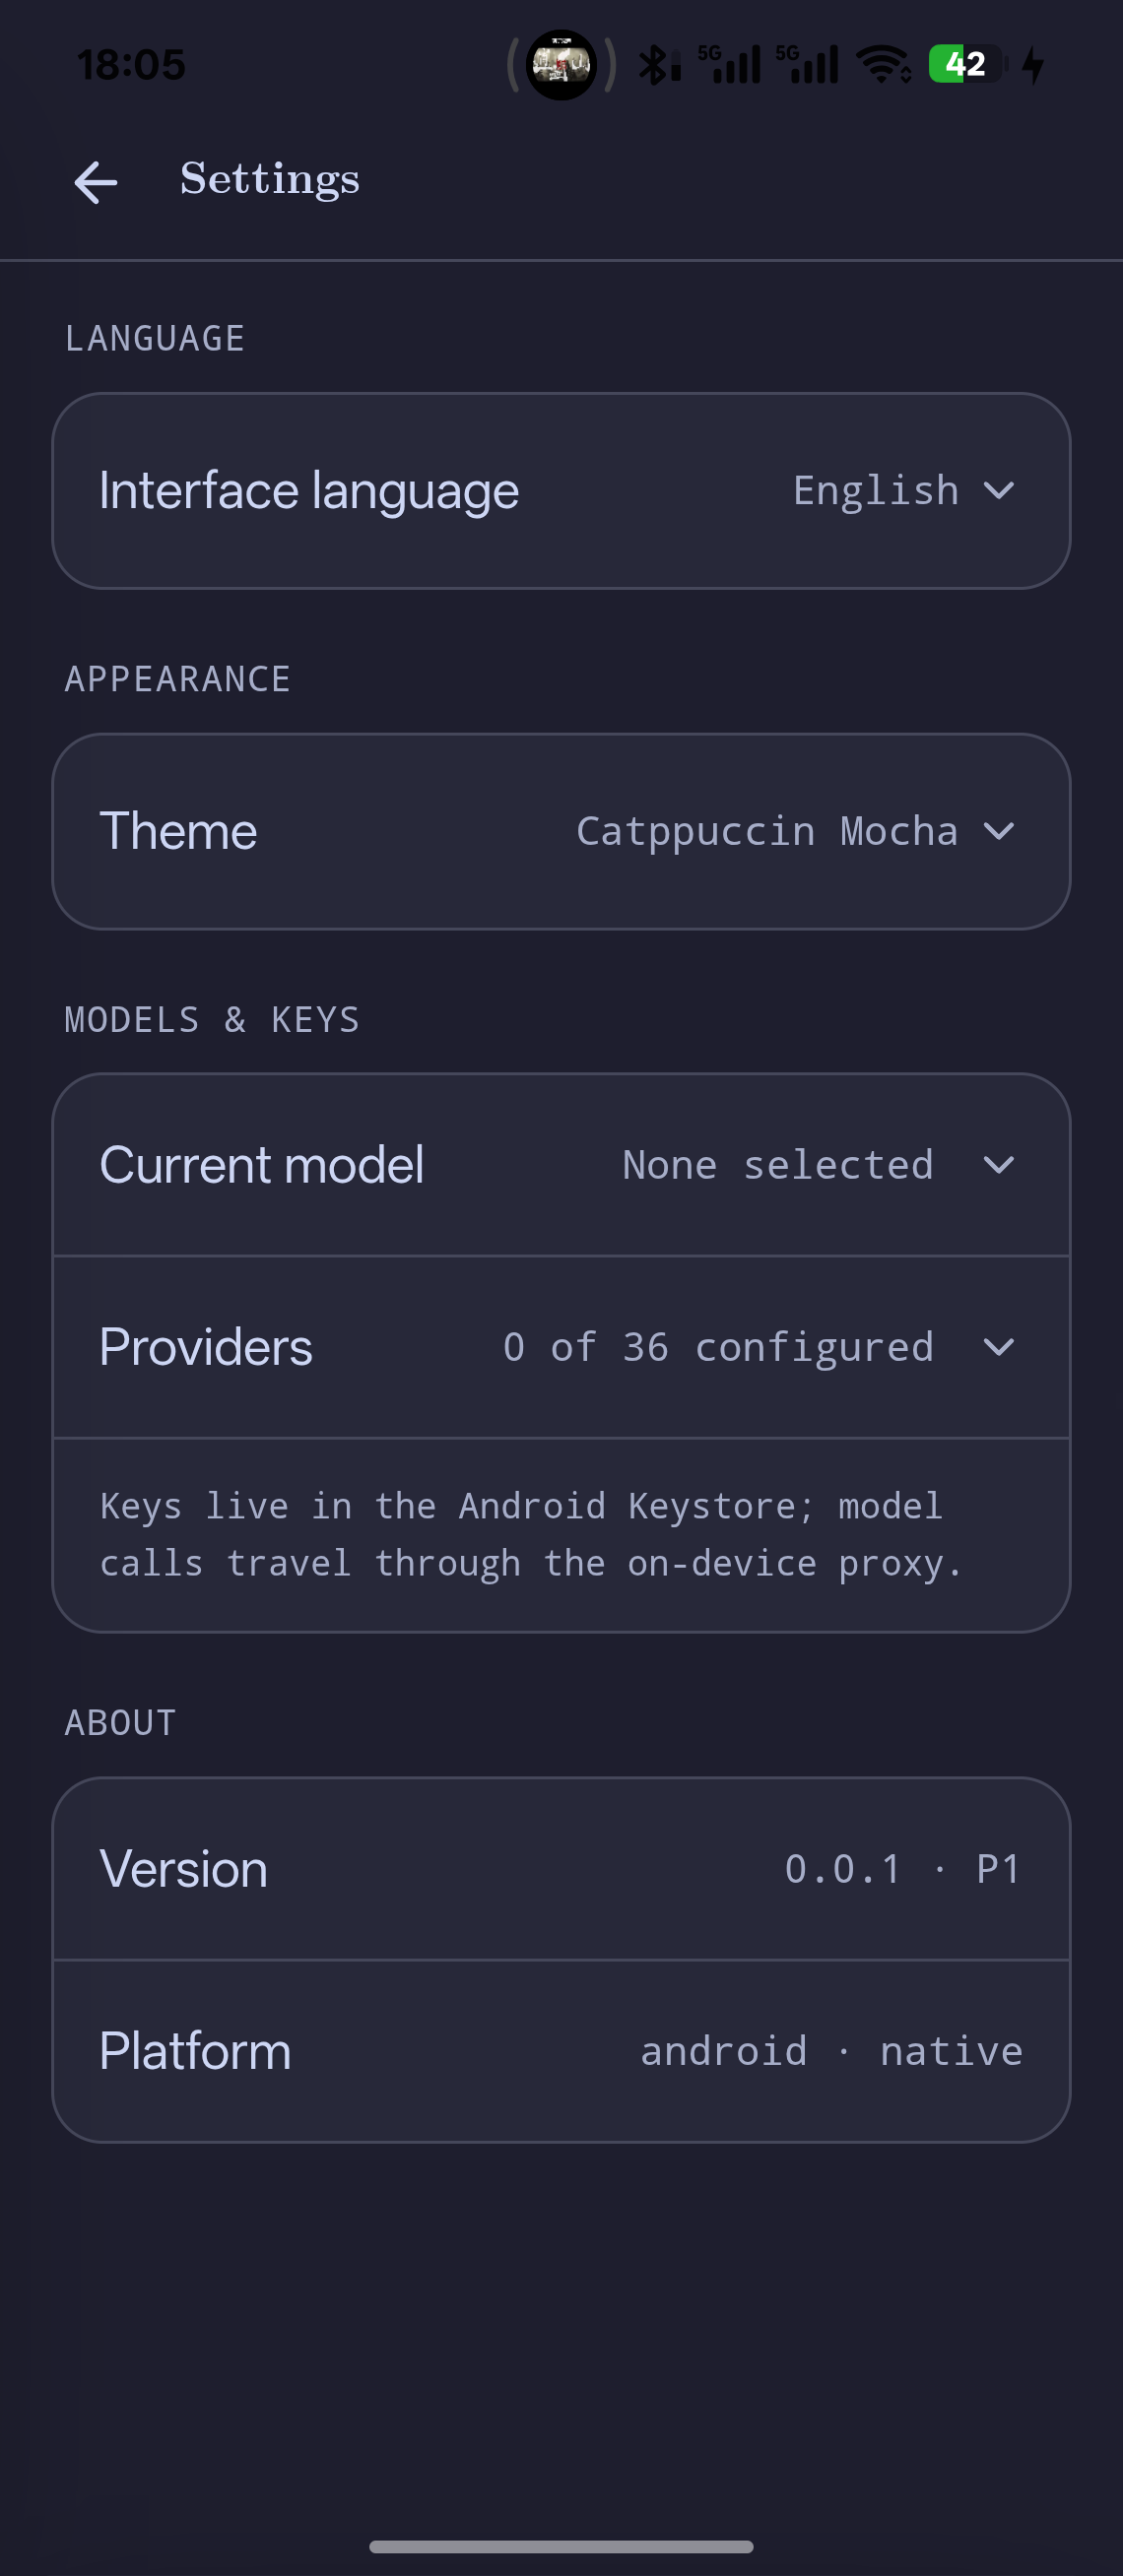 18:05
5G
5G
42
Settings
LANGUAGE
Interface language English
APPEARANCE
Theme Catppuccin Mocha
MODELS & KEYS
Current model None selected
Providers 0 of 36 configured
Keys live in the Android Keystore; model
calls travel through the on-device proxy.
ABOUT
Version 0.0.1 · P1
Platform android · native